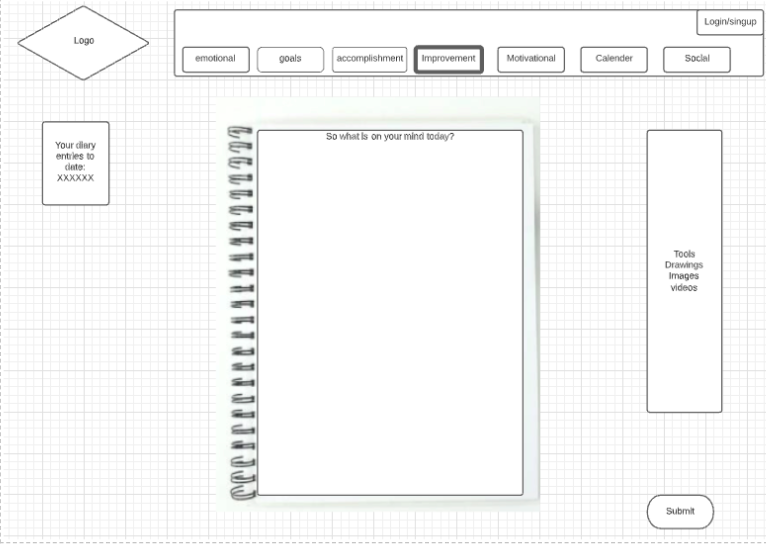 Logo
Login/singup
emotional
goals
accomplishment
Improvement
Motivational
Calender
Social
Your diary
entries to
date:
XXXXXX
So what is on your mind today?
Tools
Drawings
Images
videos
Submit